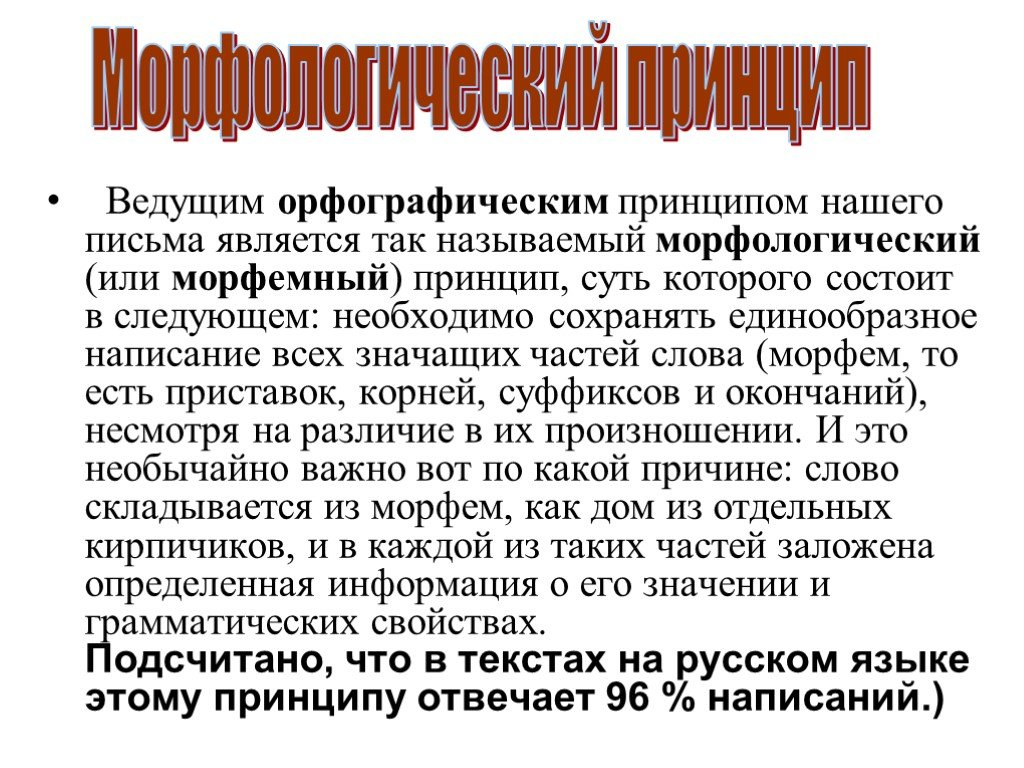 Морфологический принцип
• Ведущим орфографическим принципом нашего
письма является так называемый морфологический
(или морфемный) принцип, суть которого состоит
в следующем: необходимо сохранять единообразное
написание всех значащих частей слова (морфем, то
есть приставок, корней, суффиксов и окончаний),
несмотря на различие в их произношении. И это
необычайно важно вот по какой причине: слово
складывается из морфем, как дом из отдельных
кирпичиков, и в каждой из таких частей заложена
определенная информация о его значении и
грамматических свойствах.
Подсчитано, что в текстах на русском языке
этому принципу отвечает 96 % написаний.)